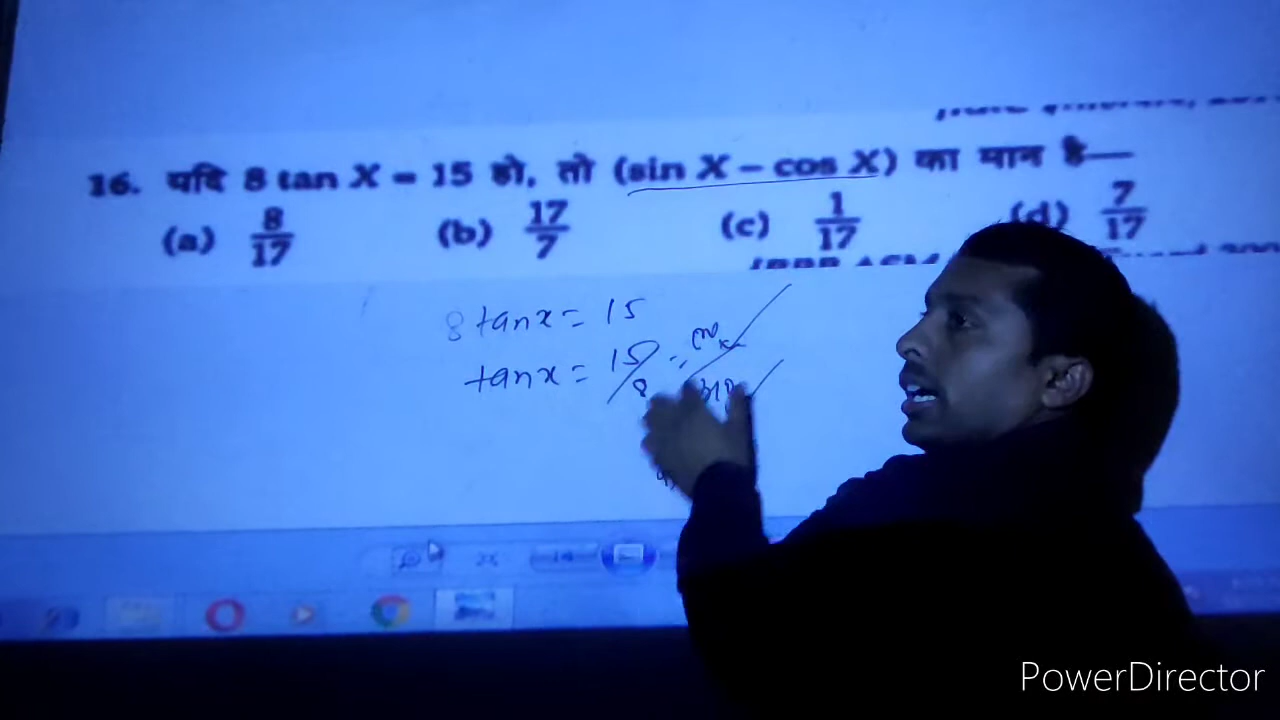 16. यदि 8 tan X = 15 हो, तो (sin X – cos X) का मान है—
(a) 8/17 (b) 17/7 (c) 1/17 (d) 7/17
8 tanx = 15
tanx = 15/8 =
PowerDirector